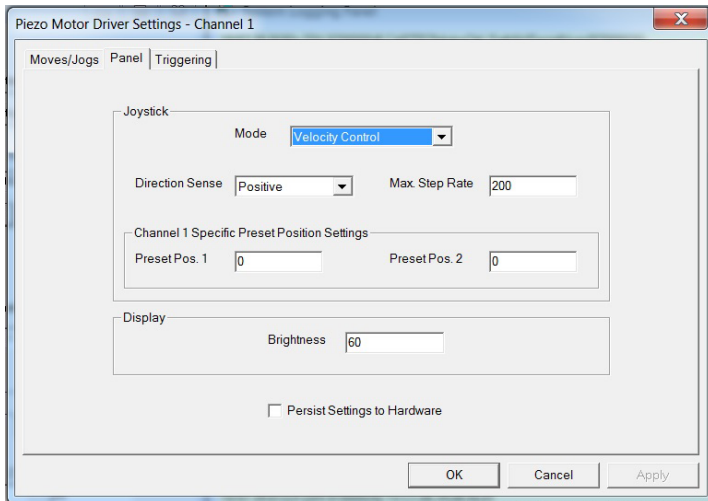 Piezo Motor Driver Settings - Channel 1
X
Moves/Jogs Panel Triggering
Joystick
Mode Velocity Control
Direction Sense Positive Max. Step Rate 200
Channel 1 Specific Preset Position Settings
Preset Pos. 1 0 Preset Pos. 2 0
Display
Brightness 60
Persist Settings to Hardware
OK Cancel Apply